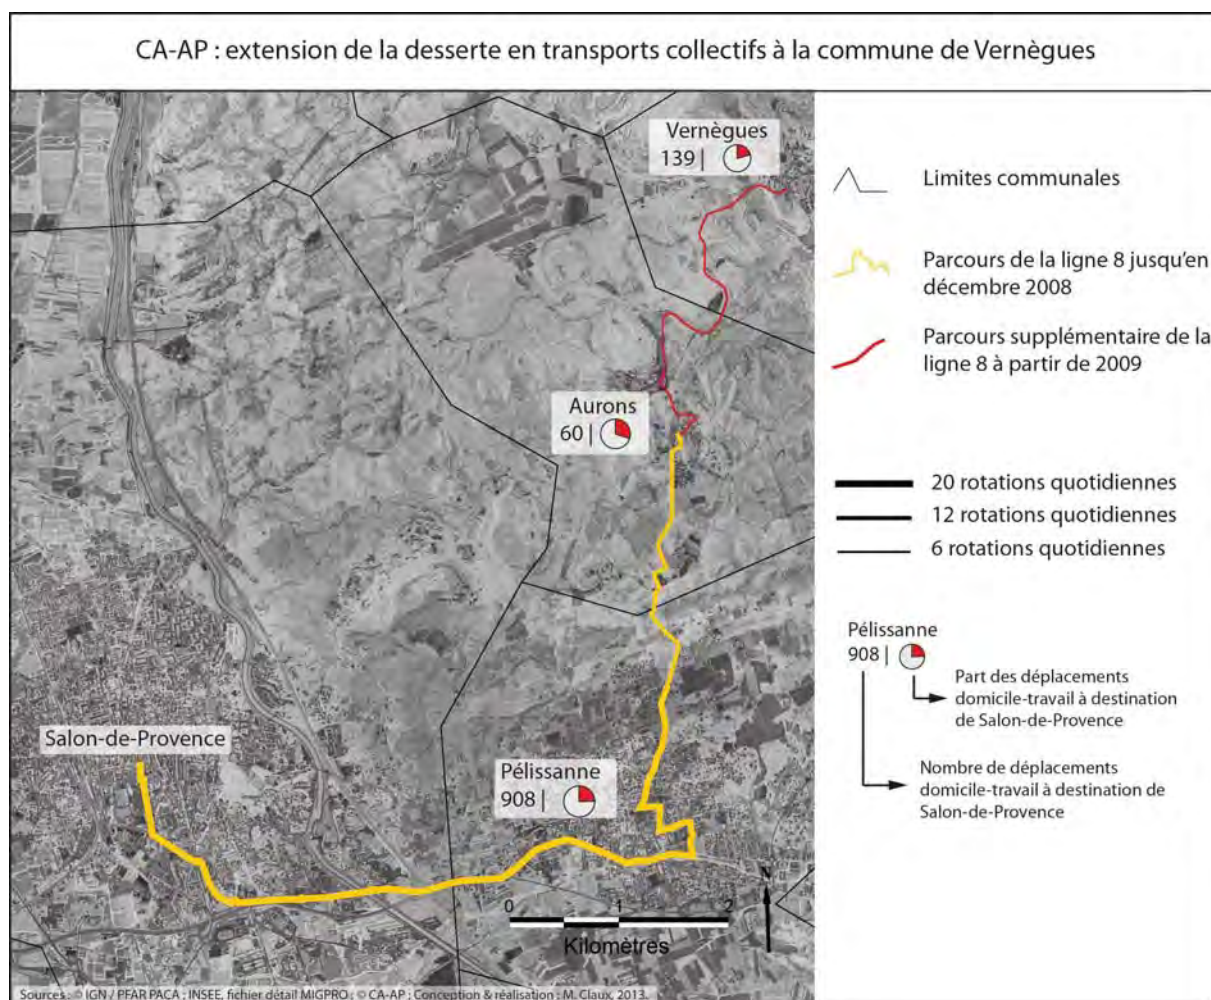 CA-AP : extension de la desserte en transports collectifs à la commune de Vernègues
Vernègues
139 |
Aurons
60 |
Salon-de-Provence
Pélissanne
908 |
0 1 2
Kilomètres
N
Sources : © IGN / PFAR PACA ; INSEE, fichier détail MIGPRO ; © CA-AP ; Conception & réalisation : M. Claux, 2013.
Limites communales
Parcours de la ligne 8 jusqu'en
décembre 2008
Parcours supplémentaire de la
ligne 8 à partir de 2009
20 rotations quotidiennes
12 rotations quotidiennes
6 rotations quotidiennes
Pélissanne
908 |
Part des déplacements
domicile-travail à destination
de Salon-de-Provence
Nombre de déplacements
domicile-travail à destination de
Salon-de-Provence